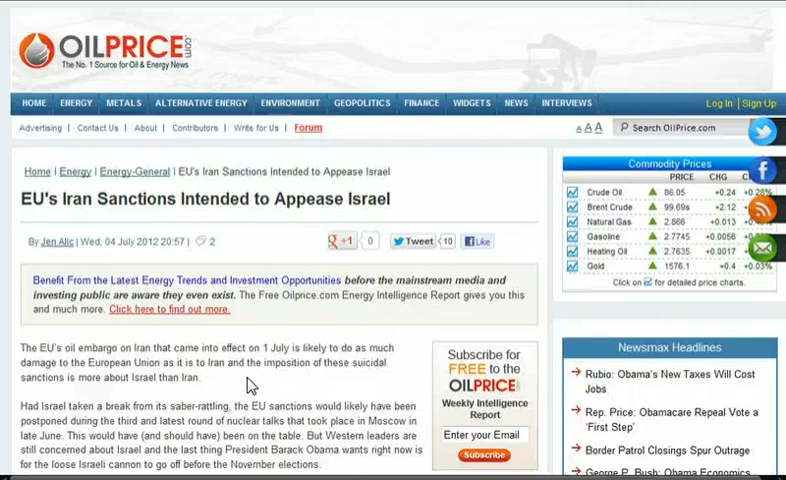 OILPRICE.com
The No. 1 Source for Oil & Energy News
HOME ENERGY METALS ALTERNATIVE ENERGY ENVIRONMENT GEOPOLITICS FINANCE WIDGETS NEWS INTERVIEWS Log In | Sign Up
Advertising | Contact Us | About | Contributors | Write for Us | Forum
A A A Search OilPrice.com
Home | Energy | Energy-General | EU's Iran Sanctions Intended to Appease Israel
EU's Iran Sanctions Intended to Appease Israel
By Jen Alic | Wed, 04 July 2012 20:57 | 2
g +1 0 Tweet 10 Like
Benefit From the Latest Energy Trends and Investment Opportunities before the mainstream media and
investing public are aware they even exist. The Free Oilprice.com Energy Intelligence Report gives you this
and much more. Click here to find out more.
The EU's oil embargo on Iran that came into effect on 1 July is likely to do as much
damage to the European Union as it is to Iran and the imposition of these suicidal
sanctions is more about Israel than Iran.
Had Israel taken a break from its saber-rattling, the EU sanctions would likely have been
postponed during the third and latest round of nuclear talks that took place in Moscow in
late June. This would have (and should have) been on the table. But Western leaders are
still concerned about Israel and the last thing President Barack Obama wants right now is
for the loose Israeli cannon to go off before the November elections.
Subscribe for
FREE to the
OILPRICE
Weekly Intelligence
Report
Enter your Email
Subscribe
Commodity Prices
PRICE CHG
Crude Oil 86.05 +0.24 +0.28%
Brent Crude 99.69s +2.12
Natural Gas 2.866 +0.013
Gasoline 2.7745 +0.0056
Heating Oil 2.7635 +0.0017
Gold 1576.1 +0.4 +0.03%
Click on for detailed price charts.
Newsmax Headlines
Rubio: Obama's New Taxes Will Cost
Jobs
Rep. Price: Obamacare Repeal Vote a
'First Step'
Border Patrol Closings Spur Outrage
George P. Bush: Obama Economics